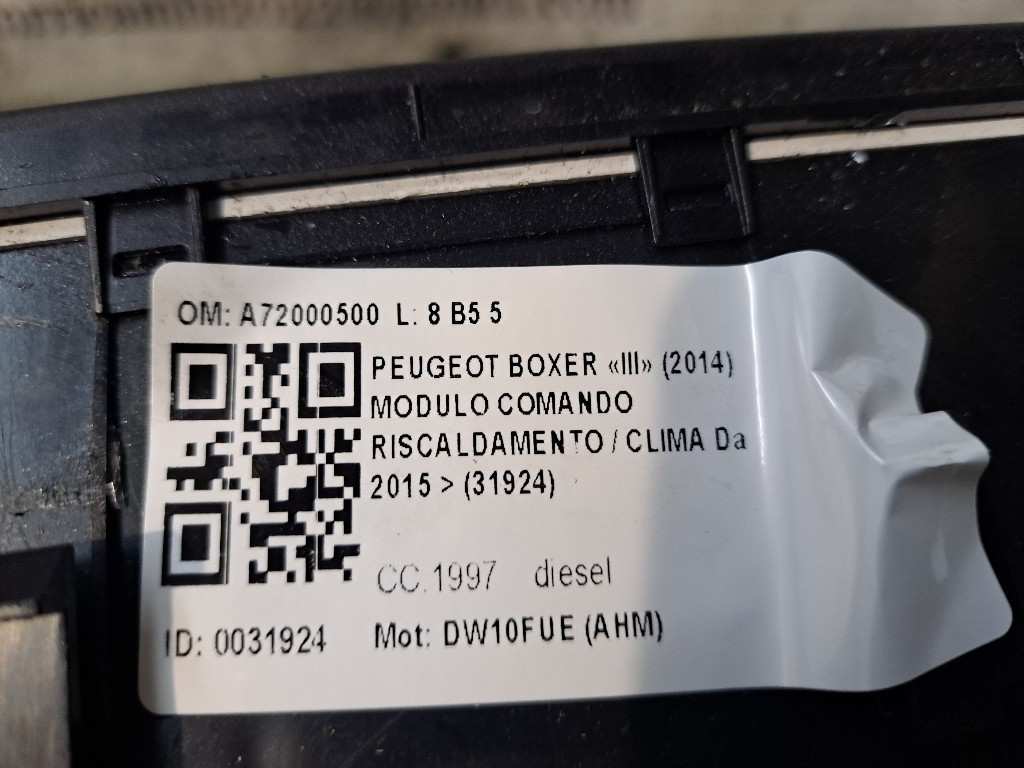 OM: A72000500 L: 8 B5 5
PEUGEOT BOXER «III» (2014)
MODULO COMANDO
RISCALDAMENTO / CLIMA Da
2015 > (31924)
CC.1997 diesel
ID: 0031924 Mot: DW10FUE (AHM)